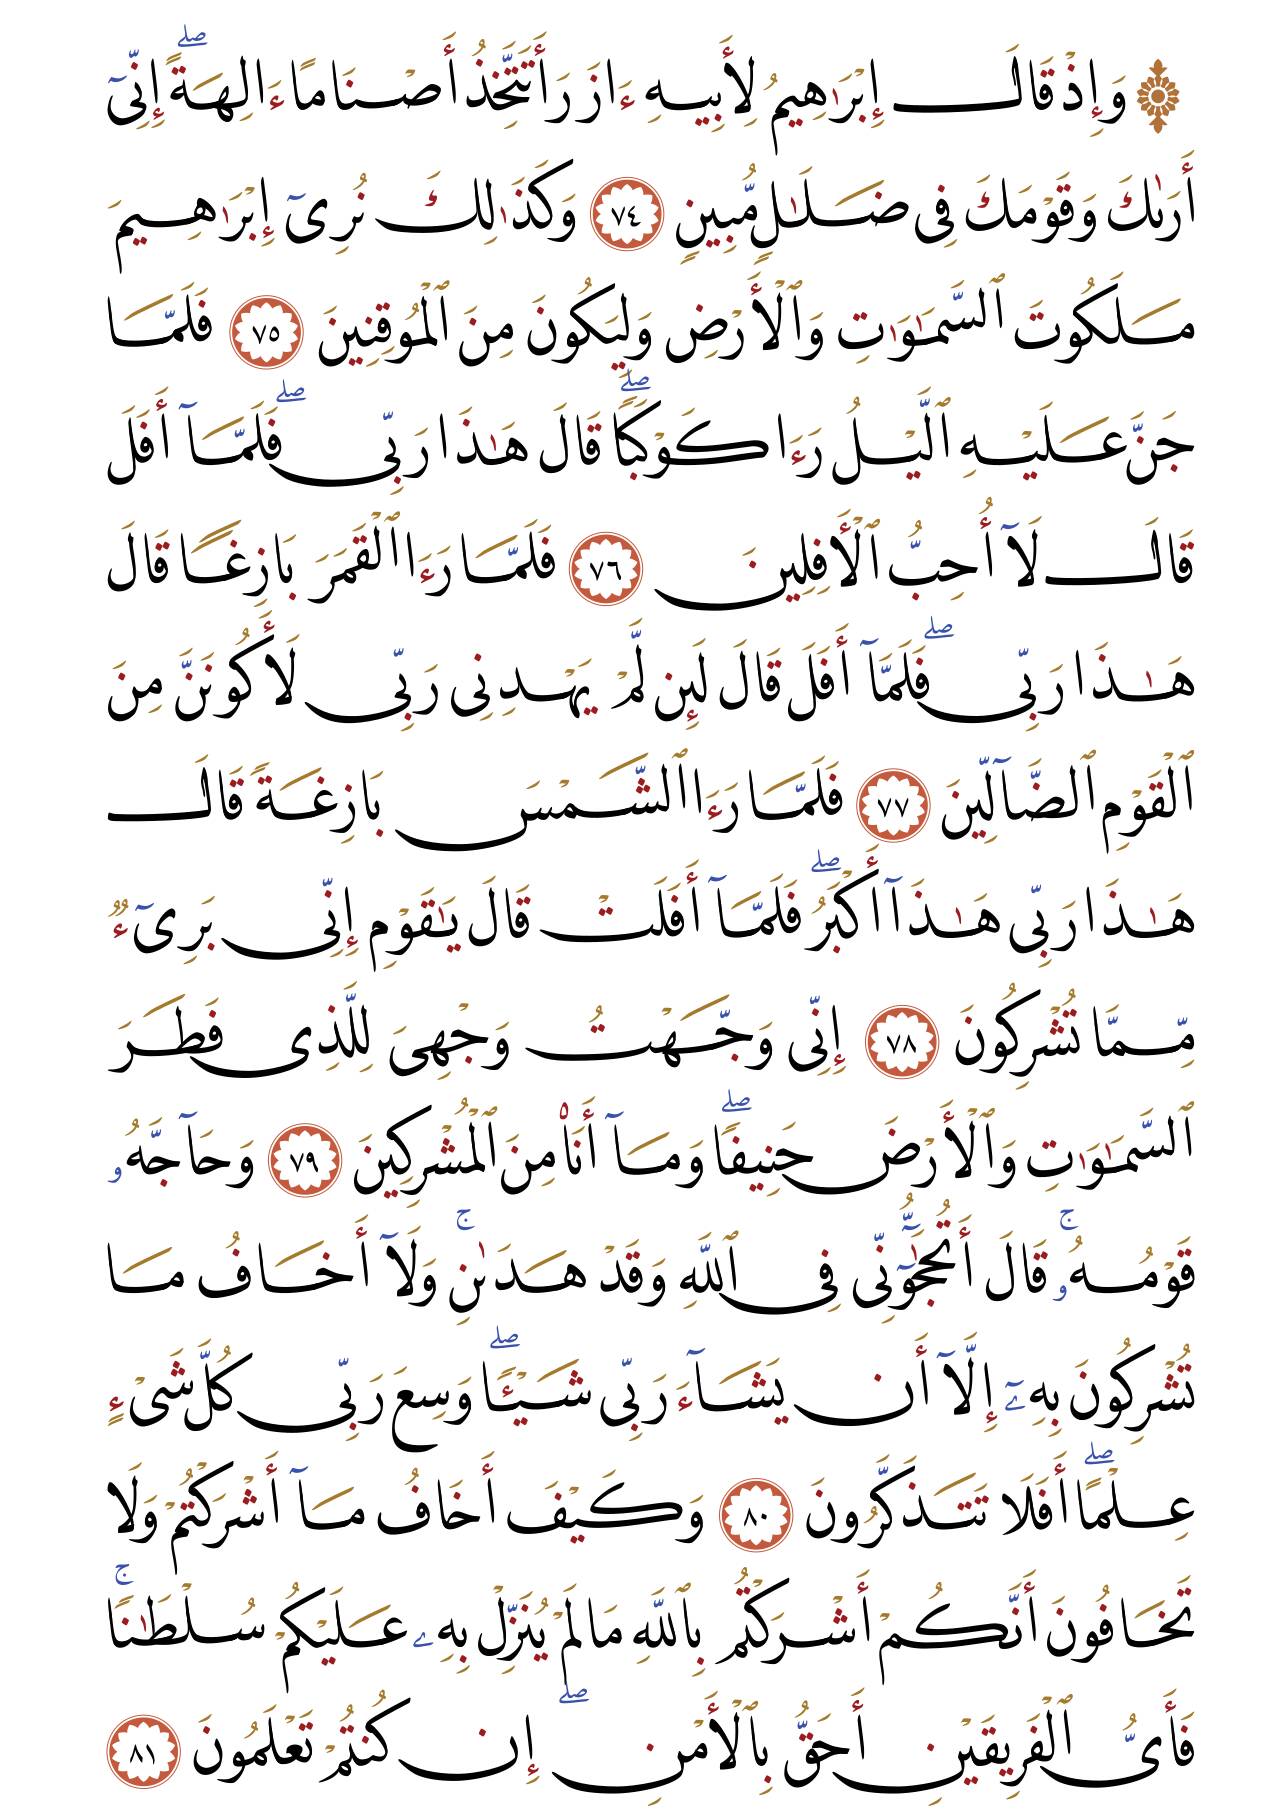 ۞ وَإِذْ قَالَ إِبْرَٰهِيمُ لِأَبِيهِ ءَازَرَ أَتَتَّخِذُ أَصْنَامًا ءَالِهَةً ۖ إِنِّىٓ
أَرَىٰكَ وَقَوْمَكَ فِى ضَلَـٰلٍ مُّبِينٍ ٧٤ وَكَذَٰلِكَ نُرِىٓ إِبْرَٰهِيمَ
مَلَكُوتَ ٱلسَّمَـٰوَٰتِ وَٱلْأَرْضِ وَلِيَكُونَ مِنَ ٱلْمُوقِنِينَ ٧٥ فَلَمَّا
جَنَّ عَلَيْهِ ٱلَّيْلُ رَءَا كَوْكَبًا ۖ قَالَ هَـٰذَا رَبِّى ۖ فَلَمَّآ أَفَلَ
قَالَ لَآ أُحِبُّ ٱلْأَفِلِينَ ٧٦ فَلَمَّا رَءَا ٱلْقَمَرَ بَازِغًا قَالَ
هَـٰذَا رَبِّى ۖ فَلَمَّآ أَفَلَ قَالَ لَئِن لَّمْ يَهْدِنِى رَبِّى لَأَكُونَنَّ مِنَ
ٱلْقَوْمِ ٱلضَّآلِّينَ ٧٧ فَلَمَّا رَءَا ٱلشَّمْسَ بَازِغَةً قَالَ
هَـٰذَا رَبِّى هَـٰذَآ أَكْبَرُ ۖ فَلَمَّآ أَفَلَتْ قَالَ يَـٰقَوْمِ إِنِّى بَرِىٓءٌ
مِّمَّا تُشْرِكُونَ ٧٨ إِنِّى وَجَّهْتُ وَجْهِىَ لِلَّذِى فَطَرَ
ٱلسَّمَـٰوَٰتِ وَٱلْأَرْضَ حَنِيفًا ۖ وَمَآ أَنَا۠ مِنَ ٱلْمُشْرِكِينَ ٧٩ وَحَآجَّهُۥ
قَوْمُهُۥ ۚ قَالَ أَتُحَـٰٓجُّوٓنِّى فِى ٱللَّهِ وَقَدْ هَدَىٰنِ ۚ وَلَآ أَخَافُ مَا
تُشْرِكُونَ بِهِۦٓ إِلَّآ أَن يَشَآءَ رَبِّى شَيْـًٔا ۖ وَسِعَ رَبِّى كُلَّ شَىْءٍ
عِلْمًا ۖ أَفَلَا تَتَذَكَّرُونَ ٨٠ وَكَيْفَ أَخَافُ مَآ أَشْرَكْتُمْ وَلَا
تَخَافُونَ أَنَّكُمْ أَشْرَكْتُم بِٱللَّهِ مَا لَمْ يُنَزِّلْ بِهِۦ عَلَيْكُمْ سُلْطَـٰنًا ۚ
فَأَىُّ ٱلْفَرِيقَيْنِ أَحَقُّ بِٱلْأَمْنِ ۖ إِن كُنتُمْ تَعْلَمُونَ ٨١